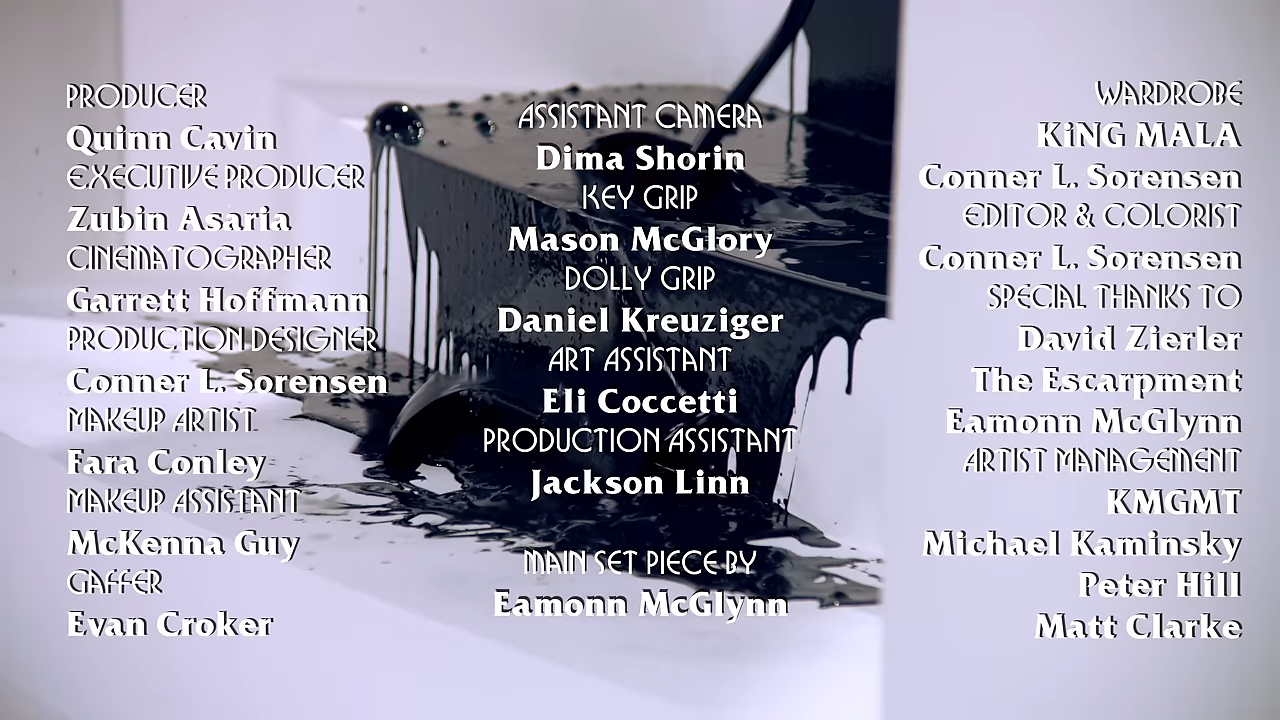 PRODUCER
Quinn Cavin
EXECUTIVE PRODUCER
Zubin Asaria
CINEMATOGRAPHER
Garrett Hoffmann
PRODUCTION DESIGNER
Conner L. Sorensen
MAKEUP ARTIST
Fara Conley
MAKEUP ASSISTANT
McKenna Guy
GAFFER
Evan Croker
ASSISTANT CAMERA
Dima Shorin
KEY GRIP
Mason McGlory
DOLLY GRIP
Daniel Kreuziger
ART ASSISTANT
Eli Coccetti
PRODUCTION ASSISTANT
Jackson Linn
MAIN SET PIECE BY
Eamonn McGlynn
WARDROBE
KiNG MALA
Conner L. Sorensen
EDITOR & COLORIST
Conner L. Sorensen
SPECIAL THANKS TO
David Zierler
The Escarpment
Eamonn McGlynn
ARTIST MANAGEMENT
KMGMT
Michael Kaminsky
Peter Hill
Matt Clarke